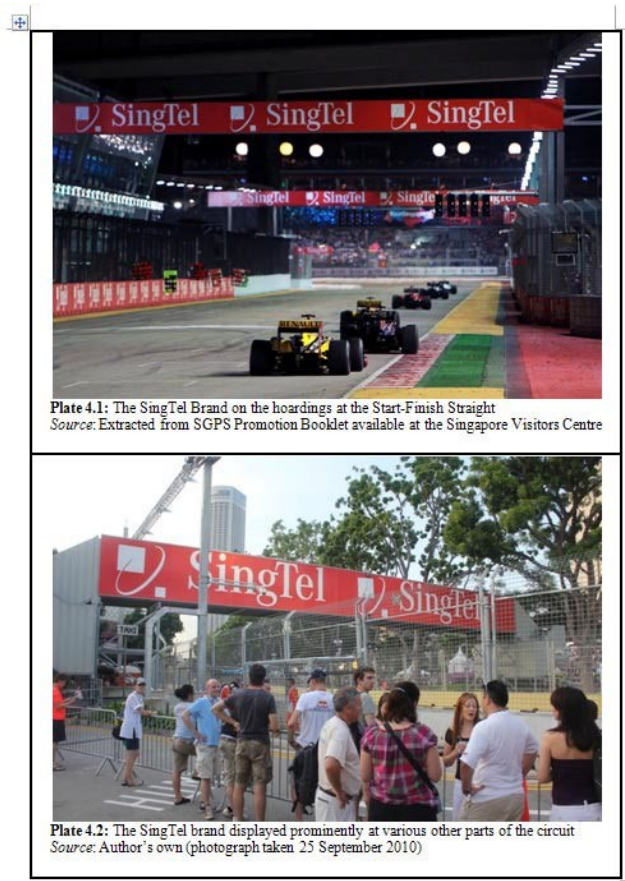 SingTel SingTel SingTel
SingTel SingTel SingTel
RENAULT
Plate 4.1: The SingTel Brand on the hoardings at the Start-Finish Straight
Source: Extracted from SGPS Promotion Booklet available at the Singapore Visitors Centre
SingTel SingTel
HUMP
Plate 4.2: The SingTel brand displayed prominently at various other parts of the circuit
Source: Author's own (photograph taken 25 September 2010)